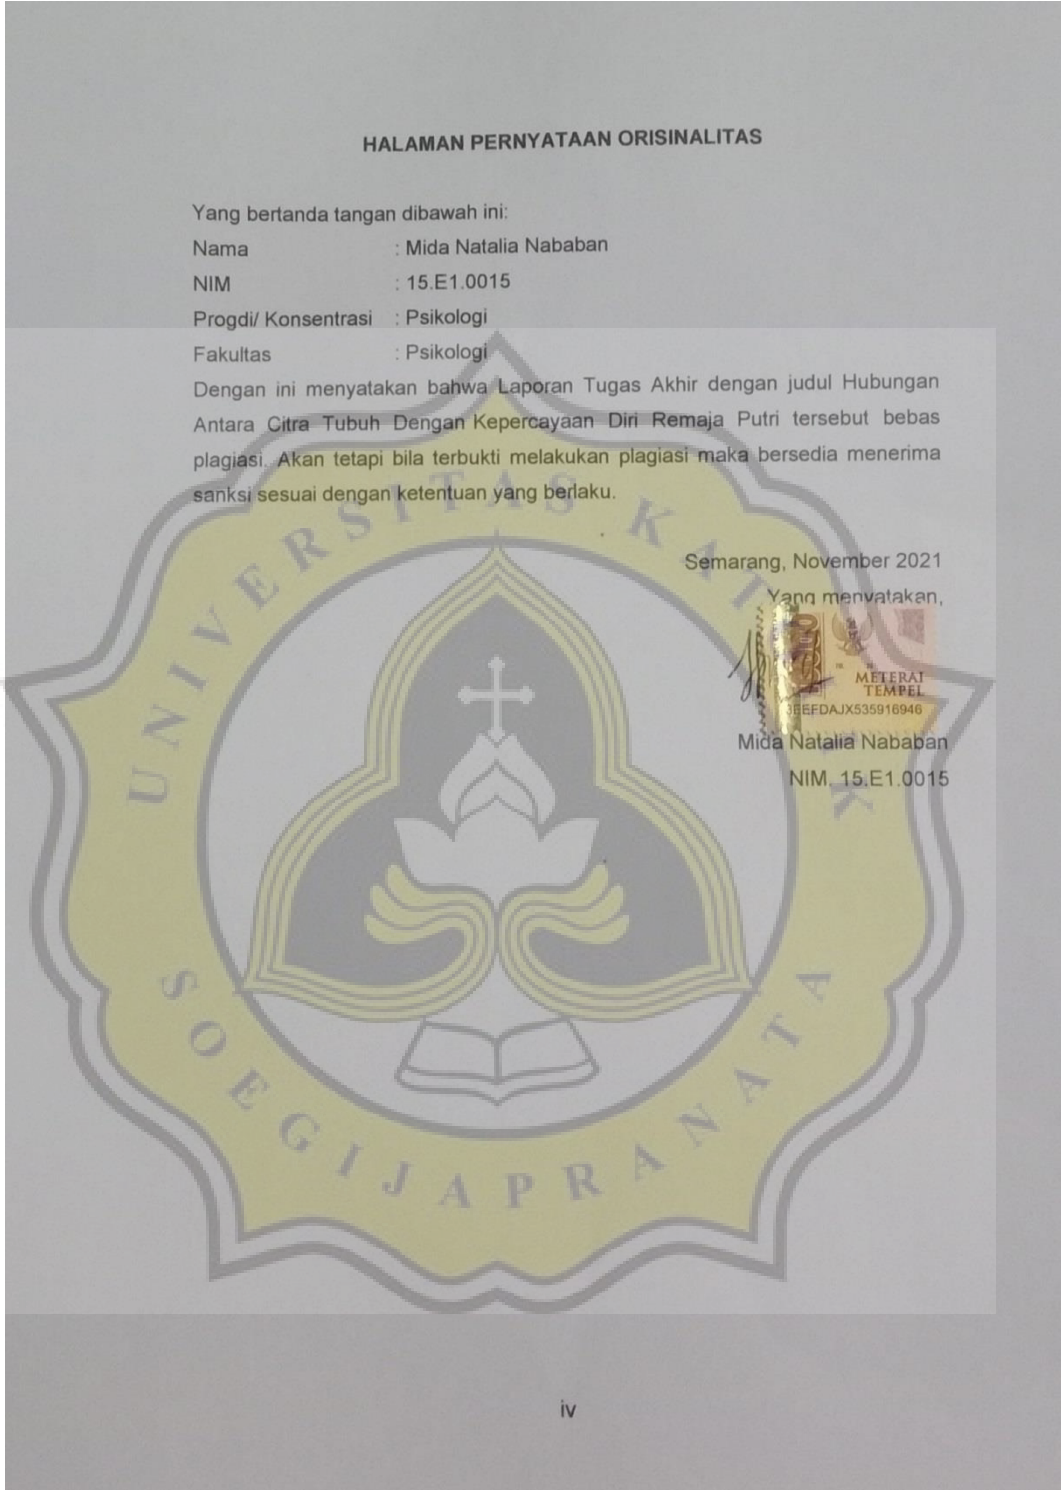 HALAMAN PERNYATAAN ORISINALITAS
Yang bertanda tangan dibawah ini:
Nama : Mida Natalia Nababan
NIM : 15.E1.0015
Progdi/ Konsentrasi : Psikologi
Fakultas : Psikologi
Dengan ini menyatakan bahwa Laporan Tugas Akhir dengan judul Hubungan
Antara Citra Tubuh Dengan Kepercayaan Diri Remaja Putri tersebut bebas
plagiasi. Akan tetapi bila terbukti melakukan plagiasi maka bersedia menerima
sanksi sesuai dengan ketentuan yang berlaku.
Semarang, November 2021
Yang menyatakan,
METERAI
TEMPEL
EFDAJX535916946
Mida Natalia Nababan
NIM. 15.E1.0015
UNIVERSITAS KATOLIK
SOEGIJAPRANATA
iv